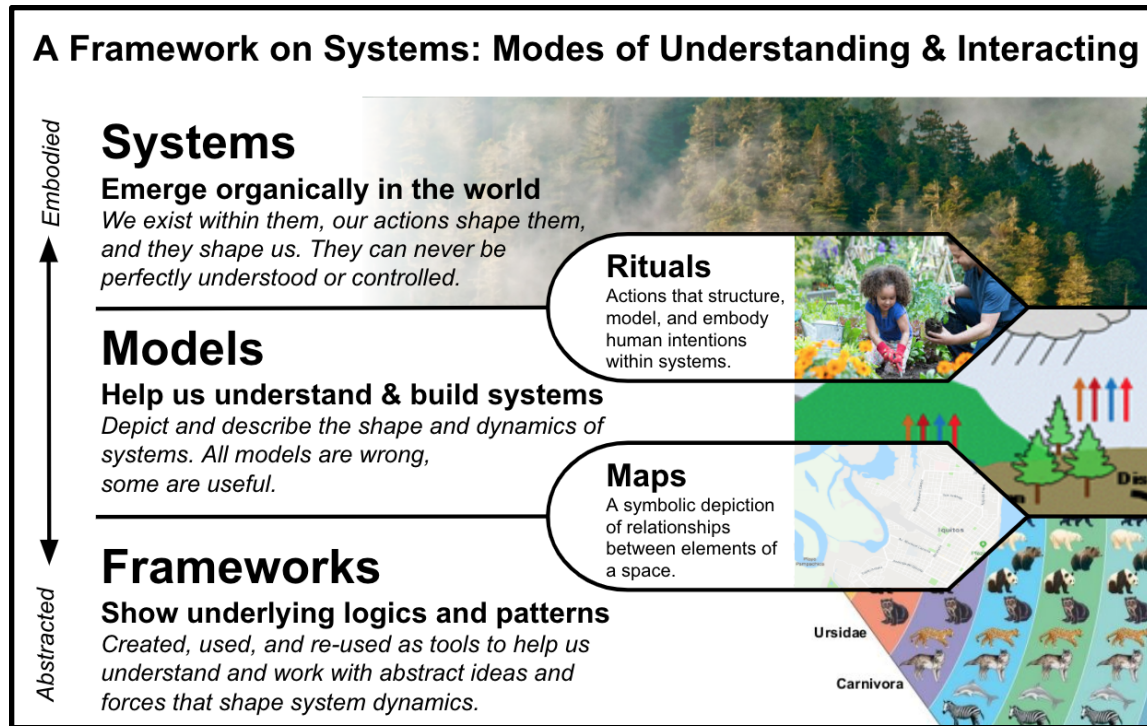 A Framework on Systems: Modes of Understanding & Interacting
Embodied
Systems
Emerge organically in the world
We exist within them, our actions shape them,
and they shape us. They can never be
perfectly understood or controlled.
Rituals
Actions that structure,
model, and embody
human intentions
within systems.
Models
Help us understand & build systems
Depict and describe the shape and dynamics of
systems. All models are wrong,
some are useful.
Maps
A symbolic depiction
of relationships
between elements of
a space.
Frameworks
Show underlying logics and patterns
Created, used, and re-used as tools to help us
understand and work with abstract ideas and
forces that shape system dynamics.
Abstracted
Ursidae
Carnivora